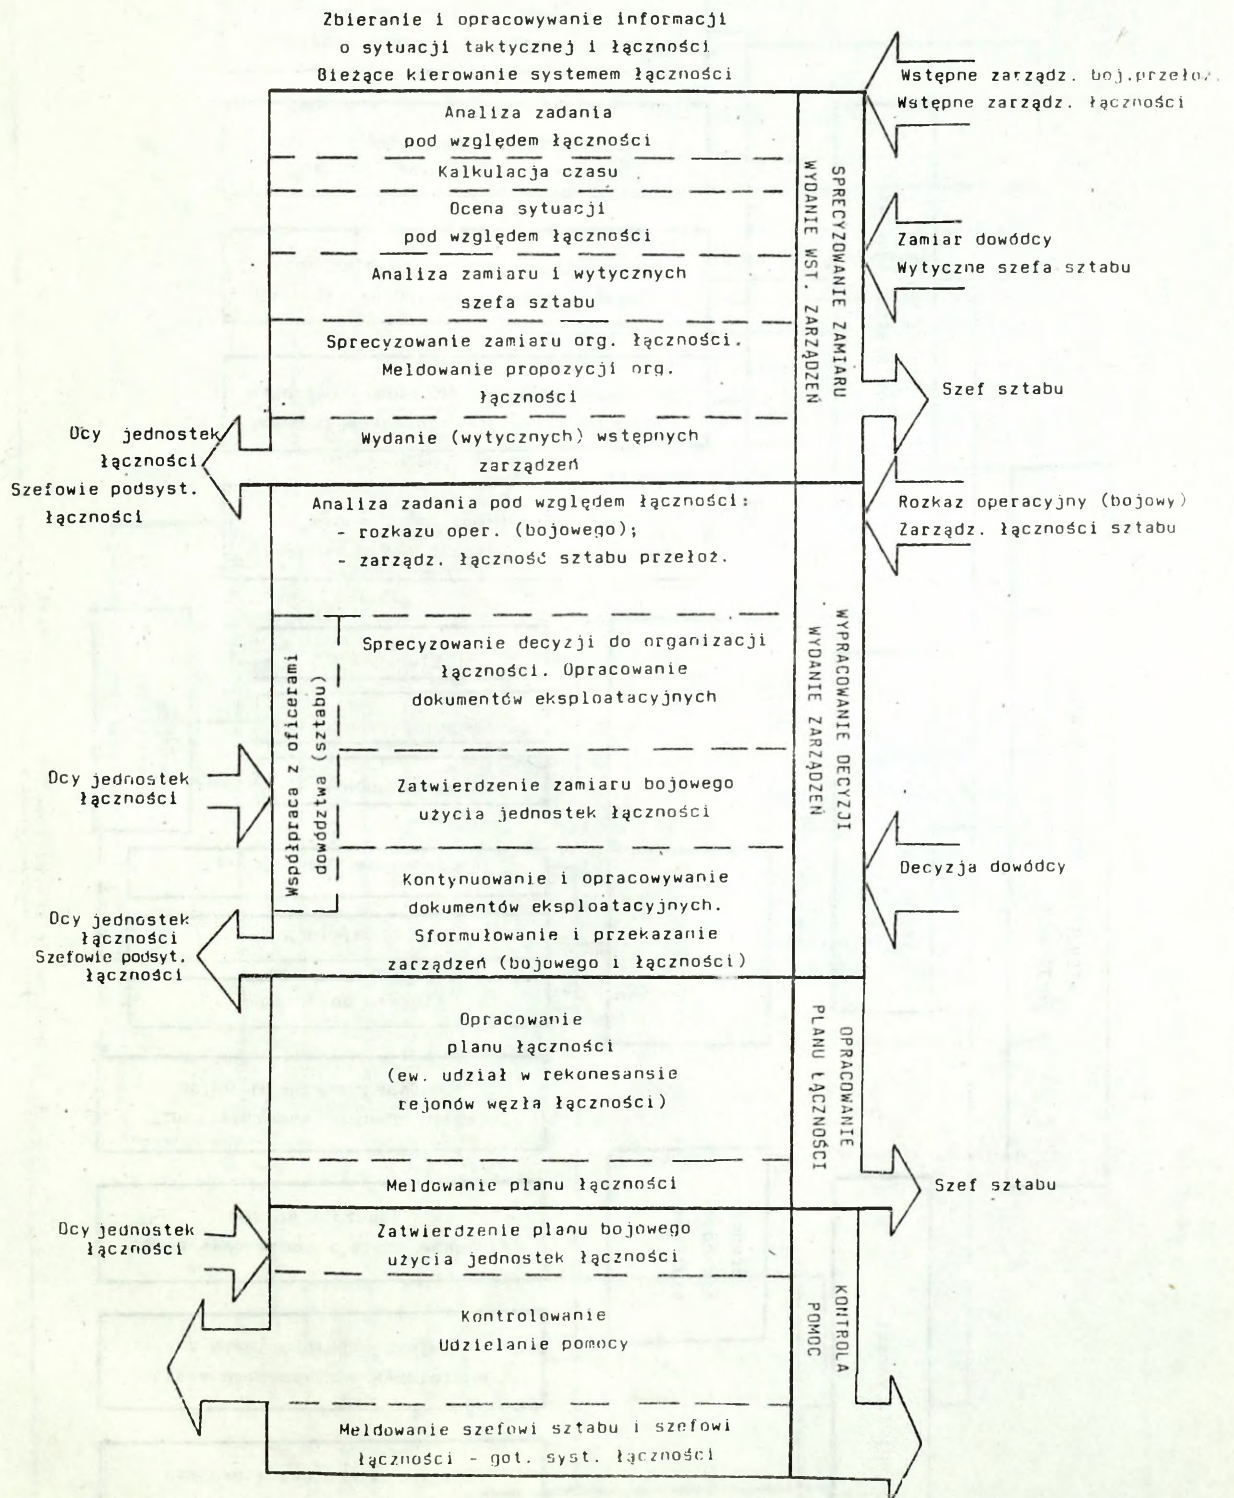 Zbieranie i opracowywanie informacji
o sytuacji taktycznej i łączności
Bieżące kierowanie systemem łączności
Wstępne zarządz. boj.przełoż.
Wstępne zarządz. łączności
Analiza zadania
pod względem łączności
Kalkulacja czasu
Ocena sytuacji
pod względem łączności
Analiza zamiaru i wytycznych
szefa sztabu
Sprecyzowanie zamiaru org. łączności.
Meldowanie propozycji org.
łączności
Wydanie (wytycznych) wstępnych
zarządzeń
SPRECYZOWANIE ZAMIARU
WYDANIE WST. ZARZĄDZEŃ
Zamiar dowódcy
Wytyczne szefa sztabu
Szef sztabu
Dcy jednostek
łączności
Szefowie podsyst.
łączności
Analiza zadania pod względem łączności:
- rozkazu oper. (bojowego);
- zarządz. łączność sztabu przełoż.
Rozkaz operacyjny (bojowy)
Zarządz. łączności sztabu
Współpraca z oficerami
dowództwa (sztabu)
Sprecyzowanie decyzji do organizacji
łączności. Opracowanie
dokumentów eksploatacyjnych
Dcy jednostek
łączności
Zatwierdzenie zamiaru bojowego
użycia jednostek łączności
WYPRACOWANIE DECYZJI
WYDANIE ZARZĄDZEŃ
Decyzja dowódcy
Kontynuowanie i opracowywanie
dokumentów eksploatacyjnych.
Sformułowanie i przekazanie
zarządzeń (bojowego i łączności)
Dcy jednostek
łączności
Szefowie podsyt.
łączności
Opracowanie
planu łączności
(ew. udział w rekonesansie
rejonów węzła łączności)
Meldowanie planu łączności
OPRACOWANIE
PLANU ŁĄCZNOŚCI
Szef sztabu
Dcy jednostek
łączności
Zatwierdzenie planu bojowego
użycia jednostek łączności
Kontrolowanie
Udzielanie pomocy
KONTROLA
POMOC
Meldowanie szefowi sztabu i szefowi
łączności - got. syst. łączności